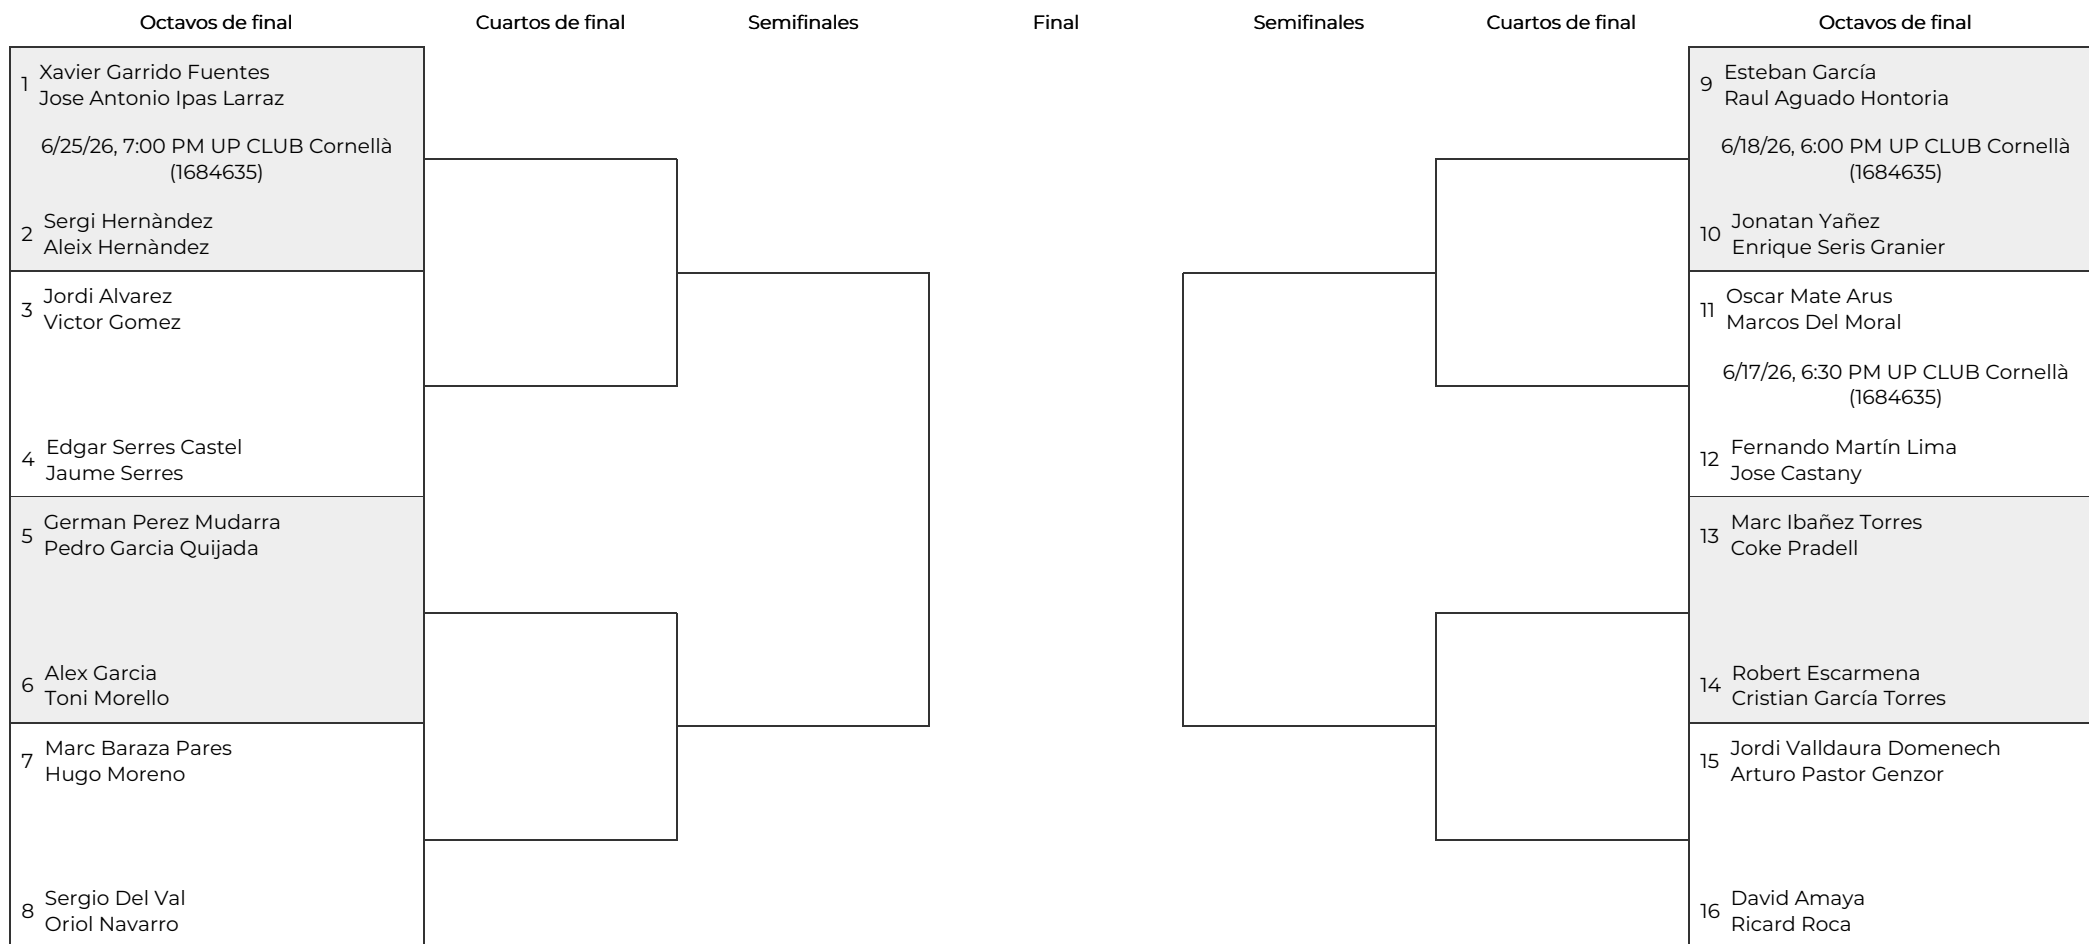 Octavos de final
Cuartos de final
Semifinales
Final
Semifinales
Cuartos de final
Octavos de final
1
Xavier Garrido Fuentes
Jose Antonio Ipas Larraz
6/25/26, 7:00 PM UP CLUB Cornellà
(1684635)
2
Sergi Hernàndez
Aleix Hernàndez
3
Jordi Alvarez
Victor Gomez
4
Edgar Serres Castel
Jaume Serres
5
German Perez Mudarra
Pedro Garcia Quijada
6
Alex Garcia
Toni Morello
7
Marc Baraza Pares
Hugo Moreno
8
Sergio Del Val
Oriol Navarro
9
Esteban García
Raul Aguado Hontoria
6/18/26, 6:00 PM UP CLUB Cornellà
(1684635)
10
Jonatan Yañez
Enrique Seris Granier
11
Oscar Mate Arus
Marcos Del Moral
6/17/26, 6:30 PM UP CLUB Cornellà
(1684635)
12
Fernando Martín Lima
Jose Castany
13
Marc Ibañez Torres
Coke Pradell
14
Robert Escarmena
Cristian García Torres
15
Jordi Valldaura Domenech
Arturo Pastor Genzor
16
David Amaya
Ricard Roca